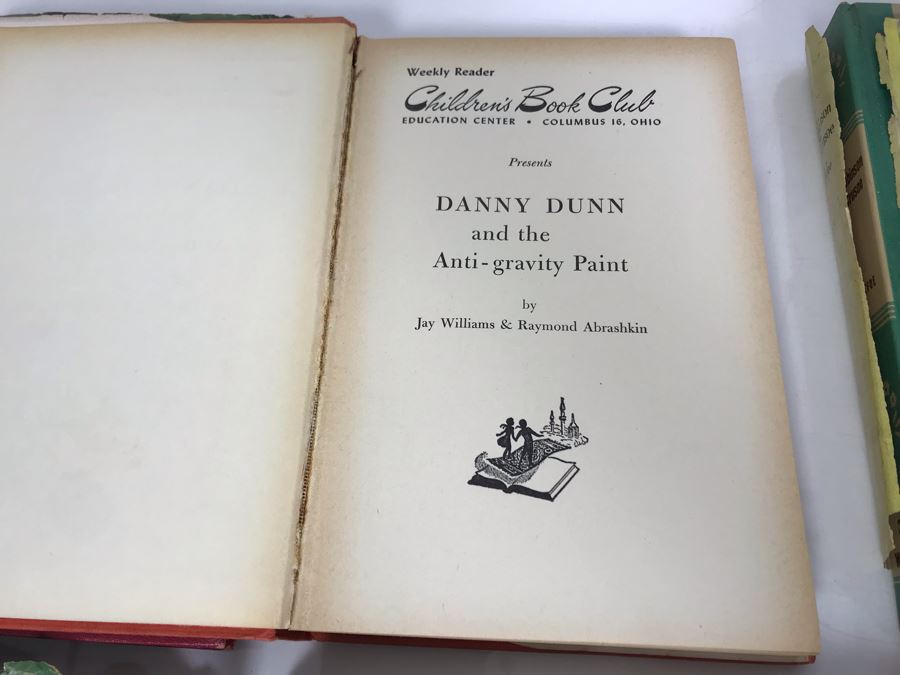 Weekly Reader
Children's Book Club
EDUCATION CENTER • COLUMBUS 16, OHIO
Presents
DANNY DUNN
and the
Anti-gravity Paint
by
Jay Williams & Raymond Abrashkin